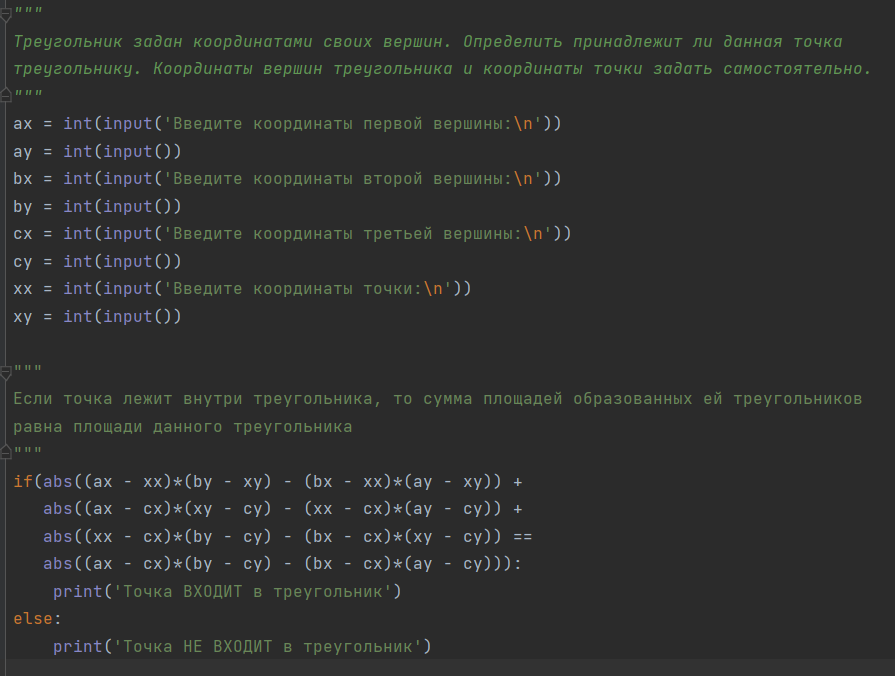 """
Треугольник задан координатами своих вершин. Определить принадлежит ли данная точка
треугольнику. Координаты вершин треугольника и координаты точки задать самостоятельно.
"""
ax = int(input('Введите координаты первой вершины:\n'))
ay = int(input())
bx = int(input('Введите координаты второй вершины:\n'))
by = int(input())
cx = int(input('Введите координаты третьей вершины:\n'))
cy = int(input())
xx = int(input('Введите координаты точки:\n'))
xy = int(input())

"""
Если точка лежит внутри треугольника, то сумма площадей образованных ей треугольников
равна площади данного треугольника
"""
if(abs((ax - xx)*(by - xy) - (bx - xx)*(ay - xy)) +
   abs((ax - cx)*(xy - cy) - (xx - cx)*(ay - cy)) +
   abs((xx - cx)*(by - cy) - (bx - cx)*(xy - cy)) ==
   abs((ax - cx)*(by - cy) - (bx - cx)*(ay - cy))):
    print('Точка ВХОДИТ в треугольник')
else:
    print('Точка НЕ ВХОДИТ в треугольник')